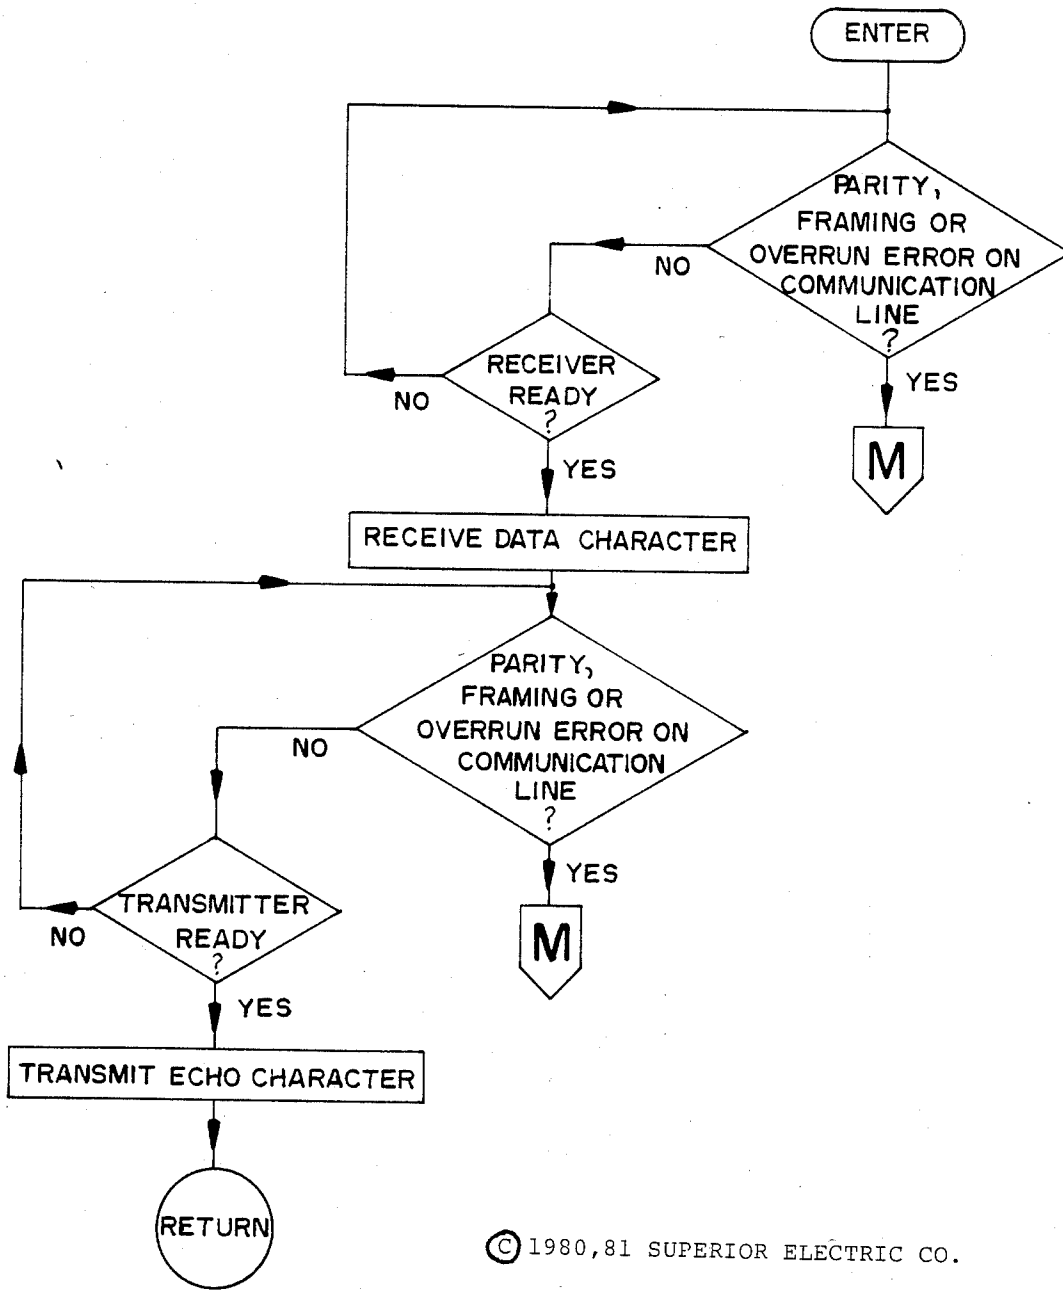 ENTER
PARITY,
FRAMING OR
OVERRUN ERROR ON
COMMUNICATION
LINE
?
NO
YES
M
RECEIVER
READY
?
NO
YES
RECEIVE DATA CHARACTER
PARITY,
FRAMING OR
OVERRUN ERROR ON
COMMUNICATION
LINE
?
NO
YES
M
TRANSMITTER
READY
?
NO
YES
TRANSMIT ECHO CHARACTER
RETURN
© 1980,81 SUPERIOR ELECTRIC CO.